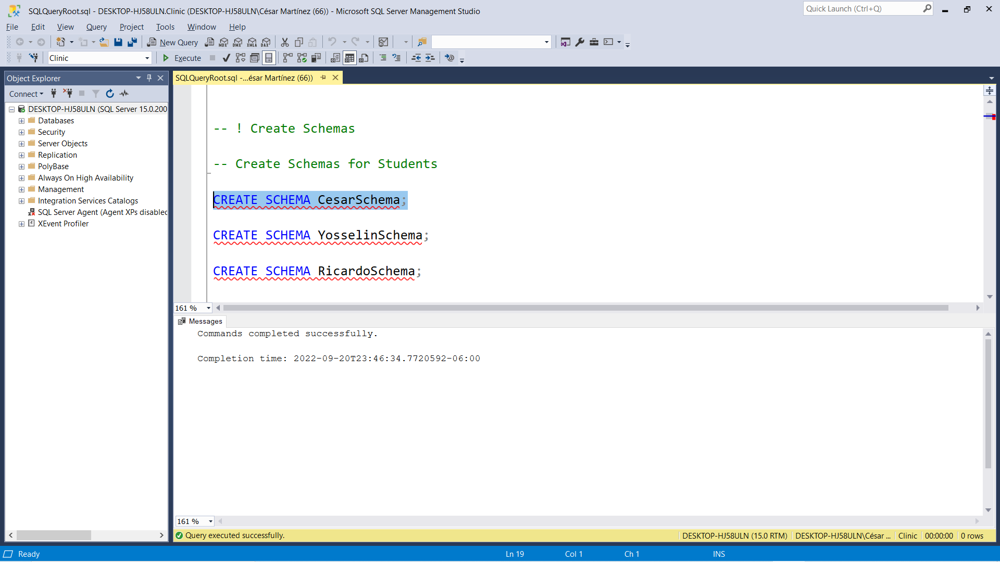 SQLQueryRoot.sql - DESKTOP-HJ58ULN.Clinic (DESKTOP-HJ58ULN\César Martínez (66)) - Microsoft SQL Server Management Studio
Quick Launch (Ctrl+Q)
File Edit View Query Project Tools Window Help
New Query MDX DMX XMLA DAX
Clinic Execute
Object Explorer
SQLQueryRoot.sql -...ésar Martínez (66))
Connect
DESKTOP-HJ58ULN (SQL Server 15.0.200
Databases
Security
Server Objects
Replication
PolyBase
Always On High Availability
Management
Integration Services Catalogs
SQL Server Agent (Agent XPs disabled
XEvent Profiler
-- ! Create Schemas
-- Create Schemas for Students
CREATE SCHEMA CesarSchema;
CREATE SCHEMA YosselinSchema;
CREATE SCHEMA RicardoSchema;
161 %
Messages
Commands completed successfully.
Completion time: 2022-09-20T23:46:34.7720592-06:00
161 %
Query executed successfully.
DESKTOP-HJ58ULN (15.0 RTM) DESKTOP-HJ58ULN\César ... Clinic 00:00:00 0 rows
Ready Ln 19 Col 1 Ch 1 INS